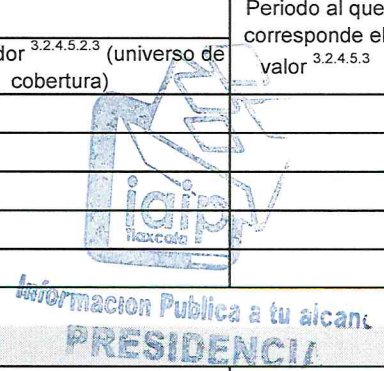 Periodo al que
corresponde el
valor 3.2.4.5.3
dor 3.2.4.5.2.3 (universo de
cobertura)
iaip
Tlaxcala
Información Publica a tu alcanc
PRESIDENCIA